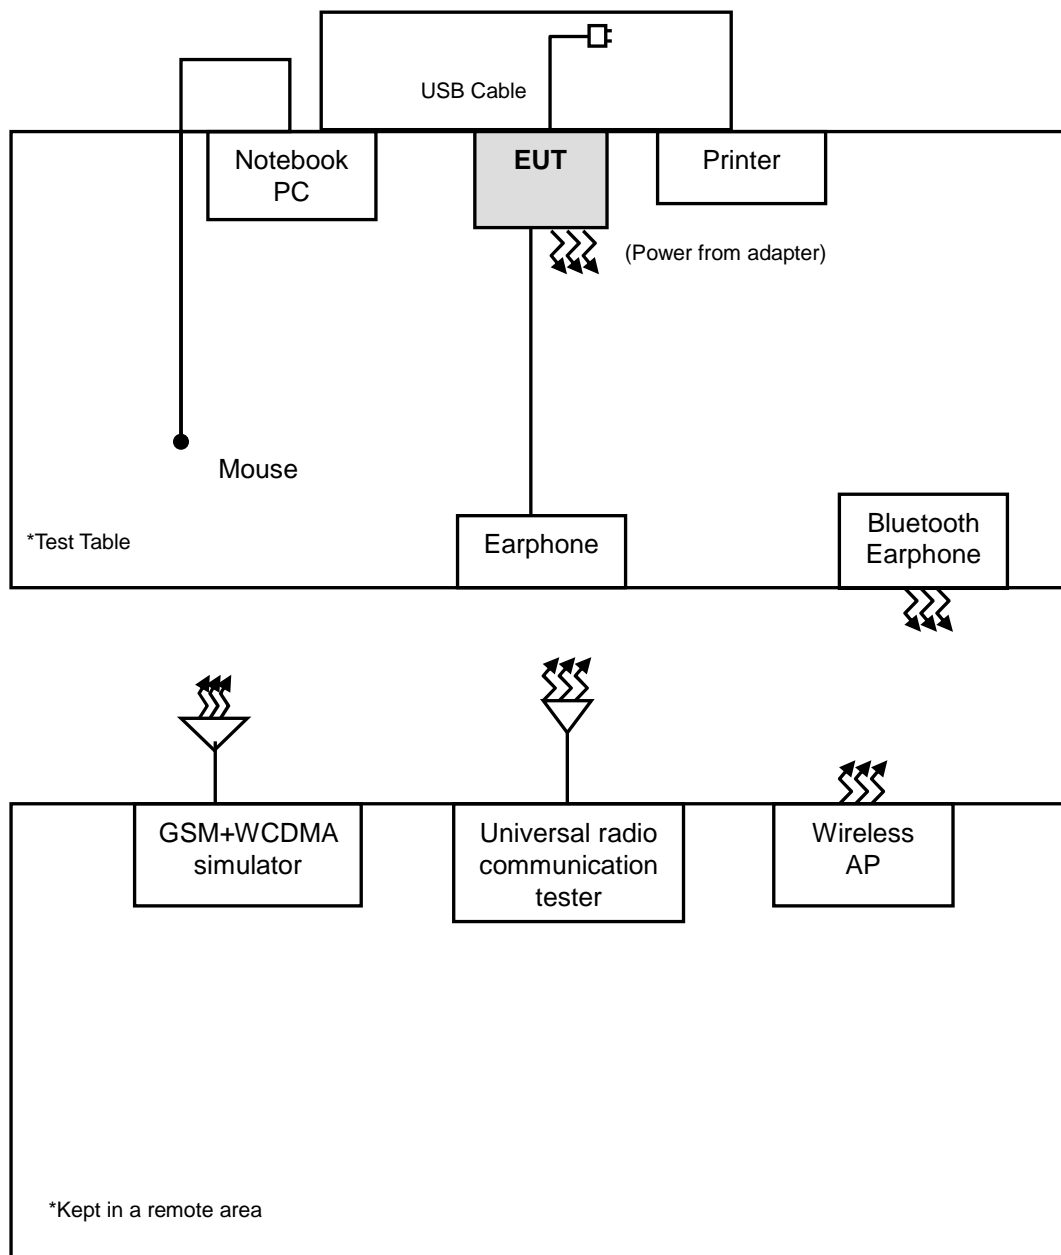 USB Cable
Notebook
PC
EUT
Printer
(Power from adapter)
Mouse
*Test Table
Earphone
Bluetooth
Earphone
GSM+WCDMA
simulator
Universal radio
communication
tester
Wireless
AP
*Kept in a remote area